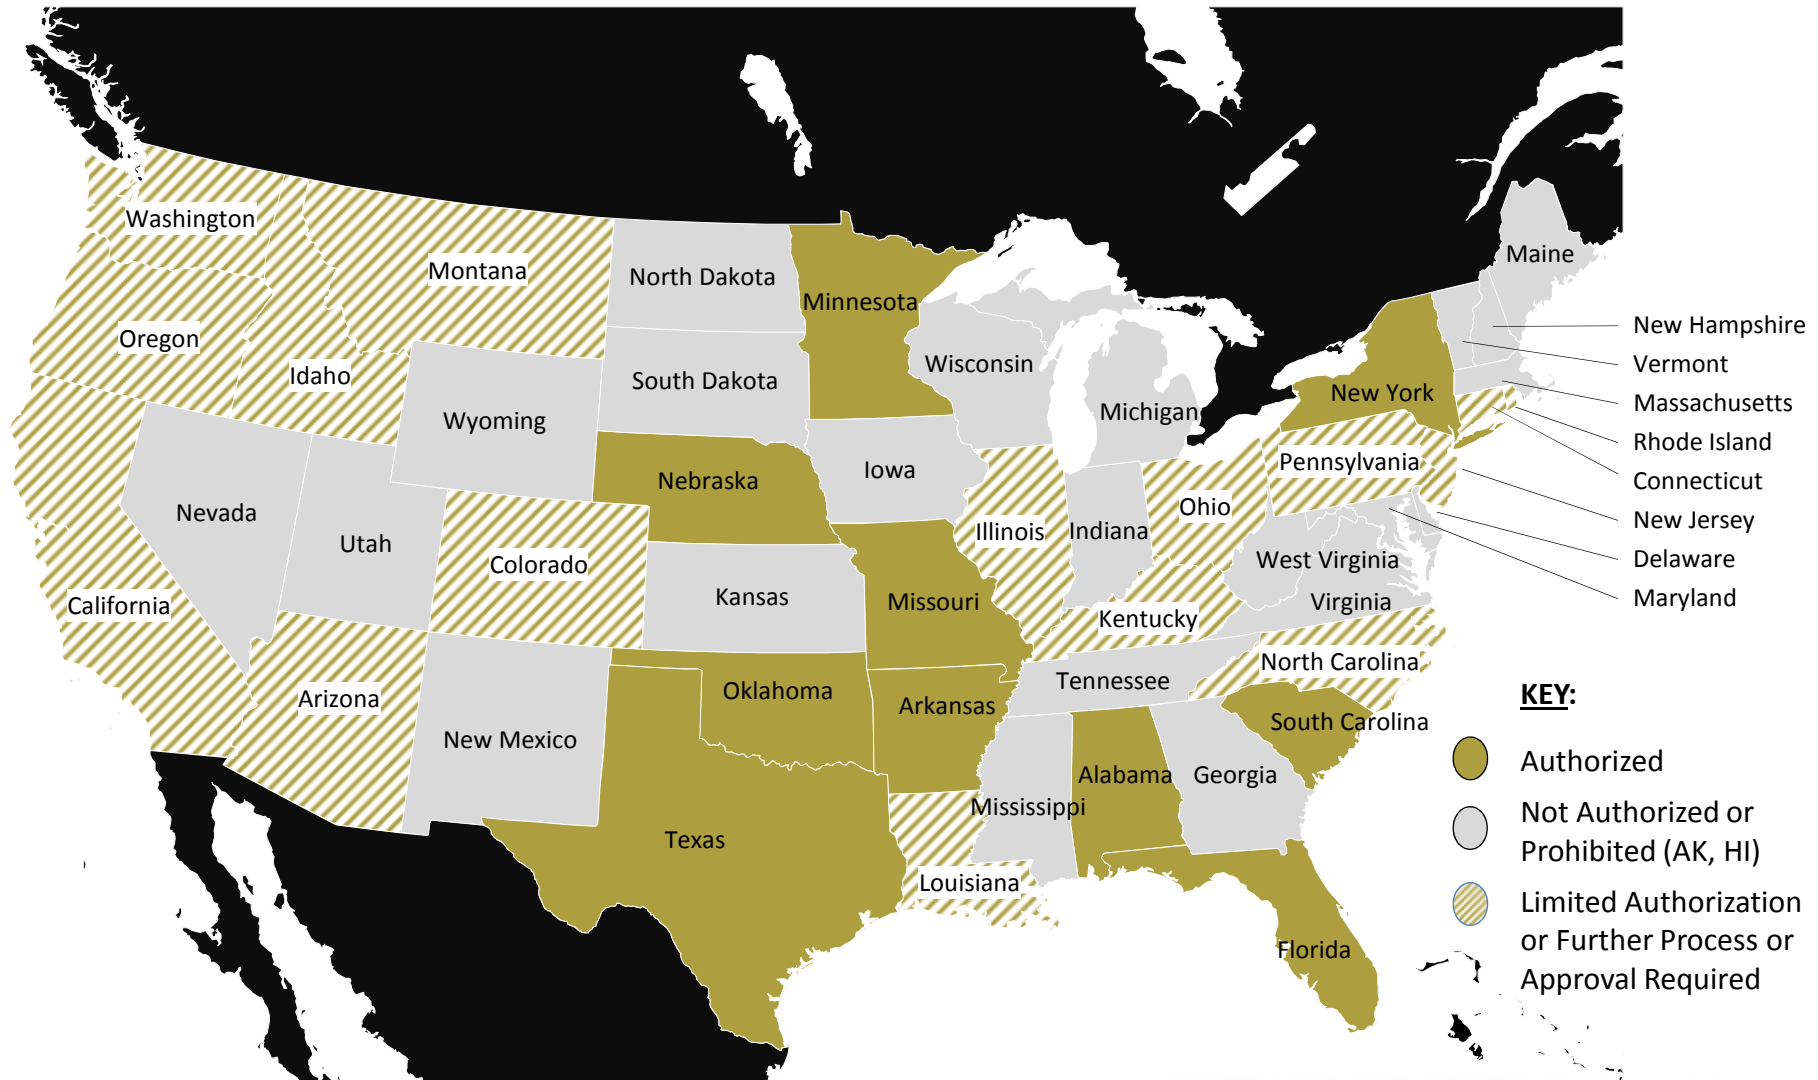 Washington
Montana
North Dakota
Minnesota
Maine
Oregon
Idaho
Wyoming
South Dakota
Wisconsin
Michigan
New York
New Hampshire
Vermont
Massachusetts
Rhode Island
Connecticut
New Jersey
Delaware
Maryland
Nevada
Utah
Colorado
Nebraska
Iowa
Illinois
Indiana
Ohio
Pennsylvania
California
Kansas
Missouri
Kentucky
West Virginia
Virginia
Arizona
New Mexico
Oklahoma
Arkansas
Tennessee
North Carolina
South Carolina
Texas
Louisiana
Mississippi
Alabama
Georgia
Florida
KEY:
Authorized
Not Authorized or
Prohibited (AK, HI)
Limited Authorization
or Further Process or
Approval Required